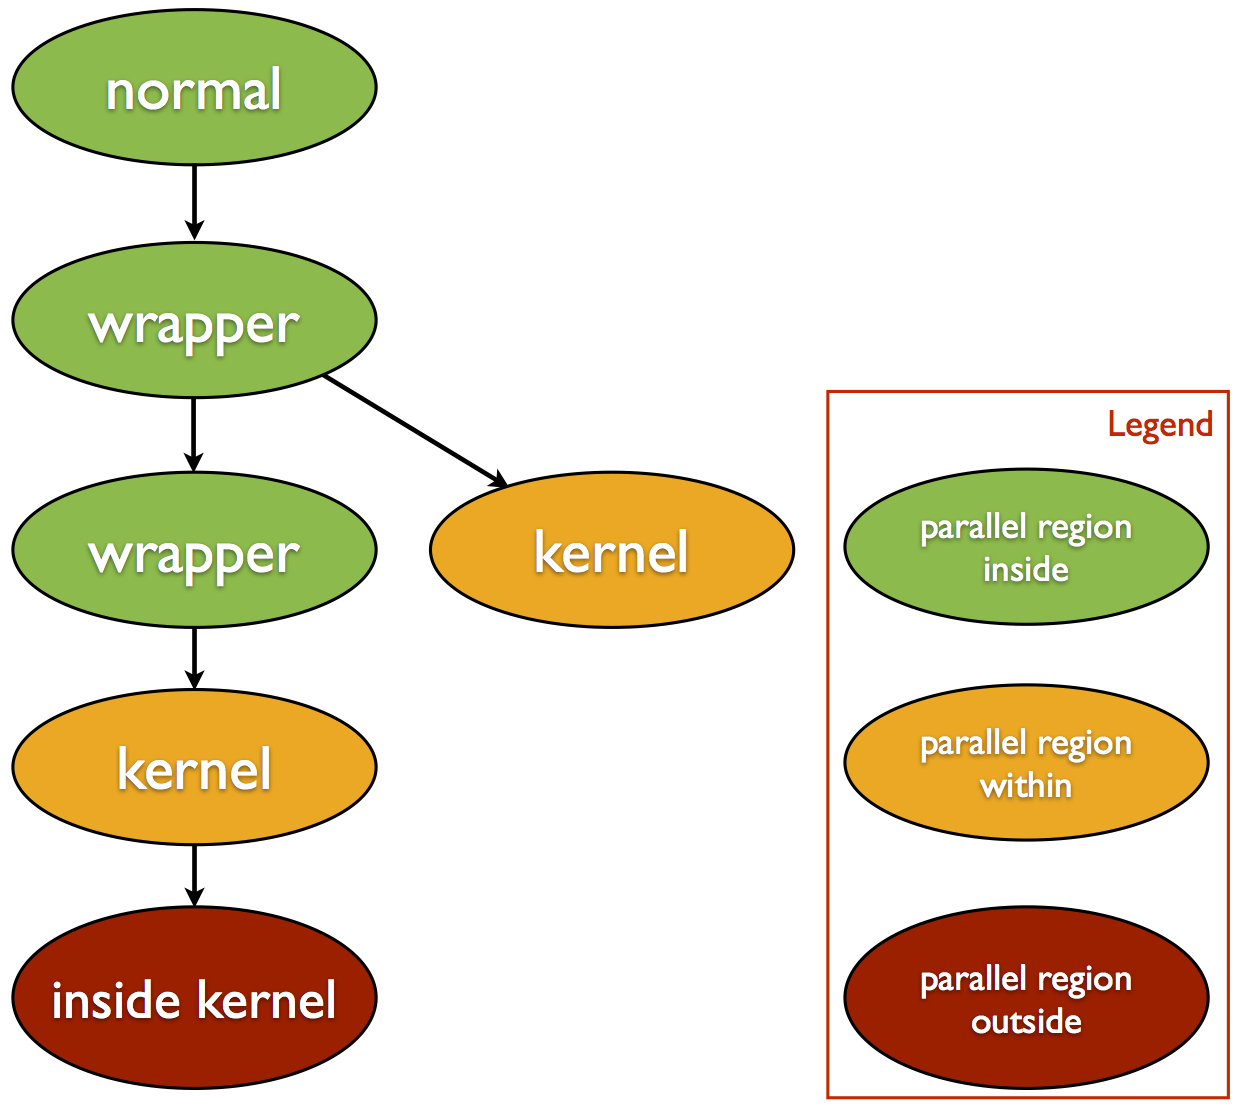 normal
wrapper
wrapper
kernel
kernel
inside kernel
Legend
parallel region
inside
parallel region
within
parallel region
outside